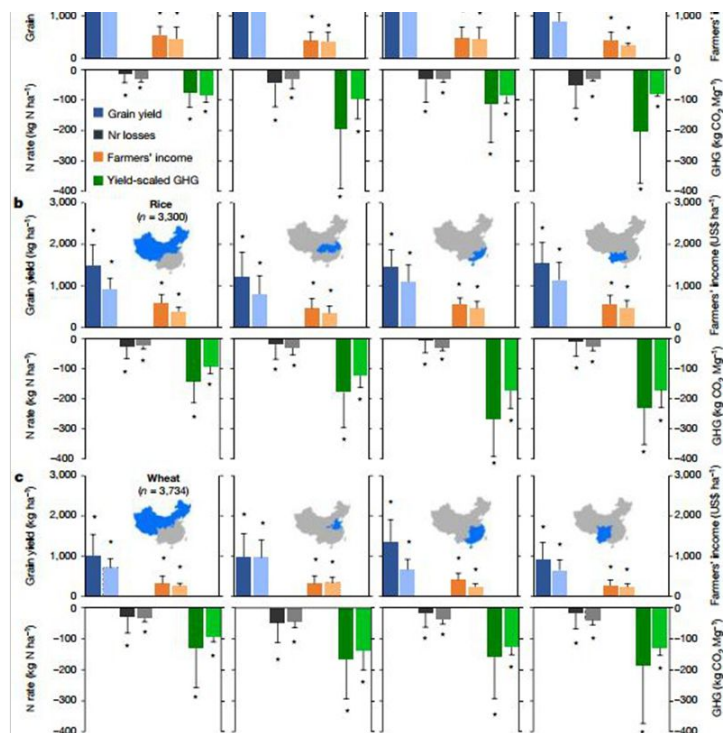 Grain
1,000
0
Farmers' i
1,000
0
N rate (kg N ha⁻¹)
0
−100
−200
−300
−400
Grain yield
Nr losses
Farmers' income
Yield-scaled GHG
GHG (kg CO₂ Mg⁻¹)
0
−100
−200
−300
−400
b
Rice
(n = 3,300)
Grain yield (kg ha⁻¹)
3,000
2,000
1,000
0
Farmers' income (US$ ha⁻¹)
3,000
2,000
1,000
0
N rate (kg N ha⁻¹)
0
−100
−200
−300
−400
GHG (kg CO₂ Mg⁻¹)
0
−100
−200
−300
−400
c
Wheat
(n = 3,734)
Grain yield (kg ha⁻¹)
3,000
2,000
1,000
0
Farmers' income (US$ ha⁻¹)
3,000
2,000
1,000
0
N rate (kg N ha⁻¹)
0
−100
−200
−300
−400
GHG (kg CO₂ Mg⁻¹)
0
−100
−200
−300
−400